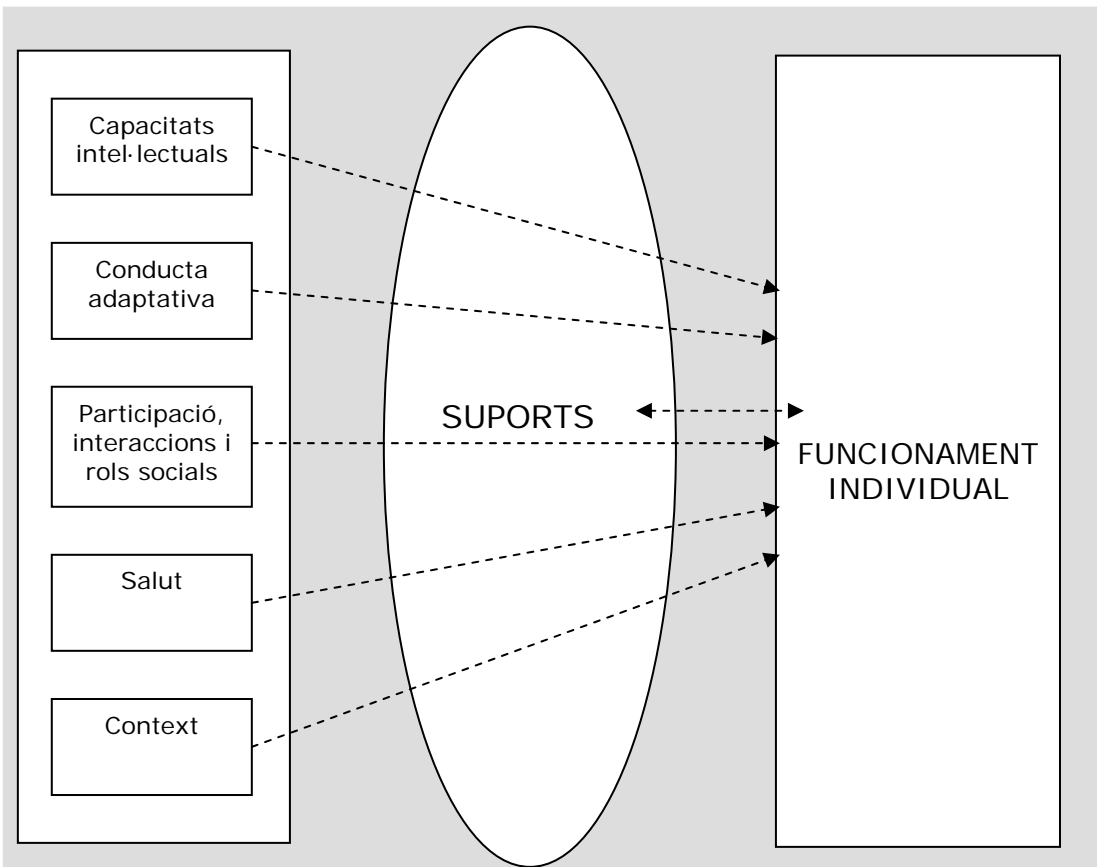 Capacitats
intel·lectuals
Conducta
adaptativa
Participació,
interaccions i
rols socials
Salut
Context
SUPORTS
FUNCIONAMENT
INDIVIDUAL